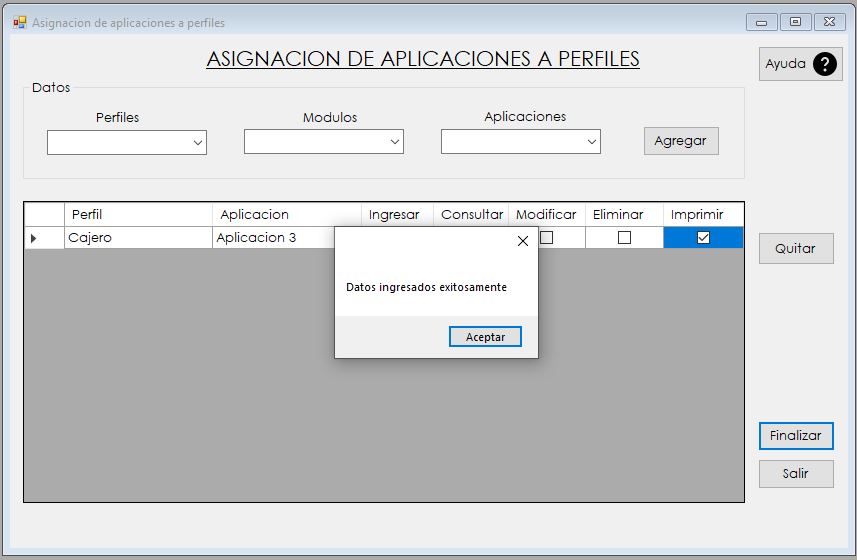 Asignacion de aplicaciones a perfiles
ASIGNACION DE APLICACIONES A PERFILES
Ayuda ?
Datos
Perfiles Modulos Aplicaciones
Agregar
Perfil Aplicacion Ingresar Consultar Modificar Eliminar Imprimir
Cajero Aplicacion 3
Quitar
Datos ingresados exitosamente
Aceptar
Finalizar
Salir